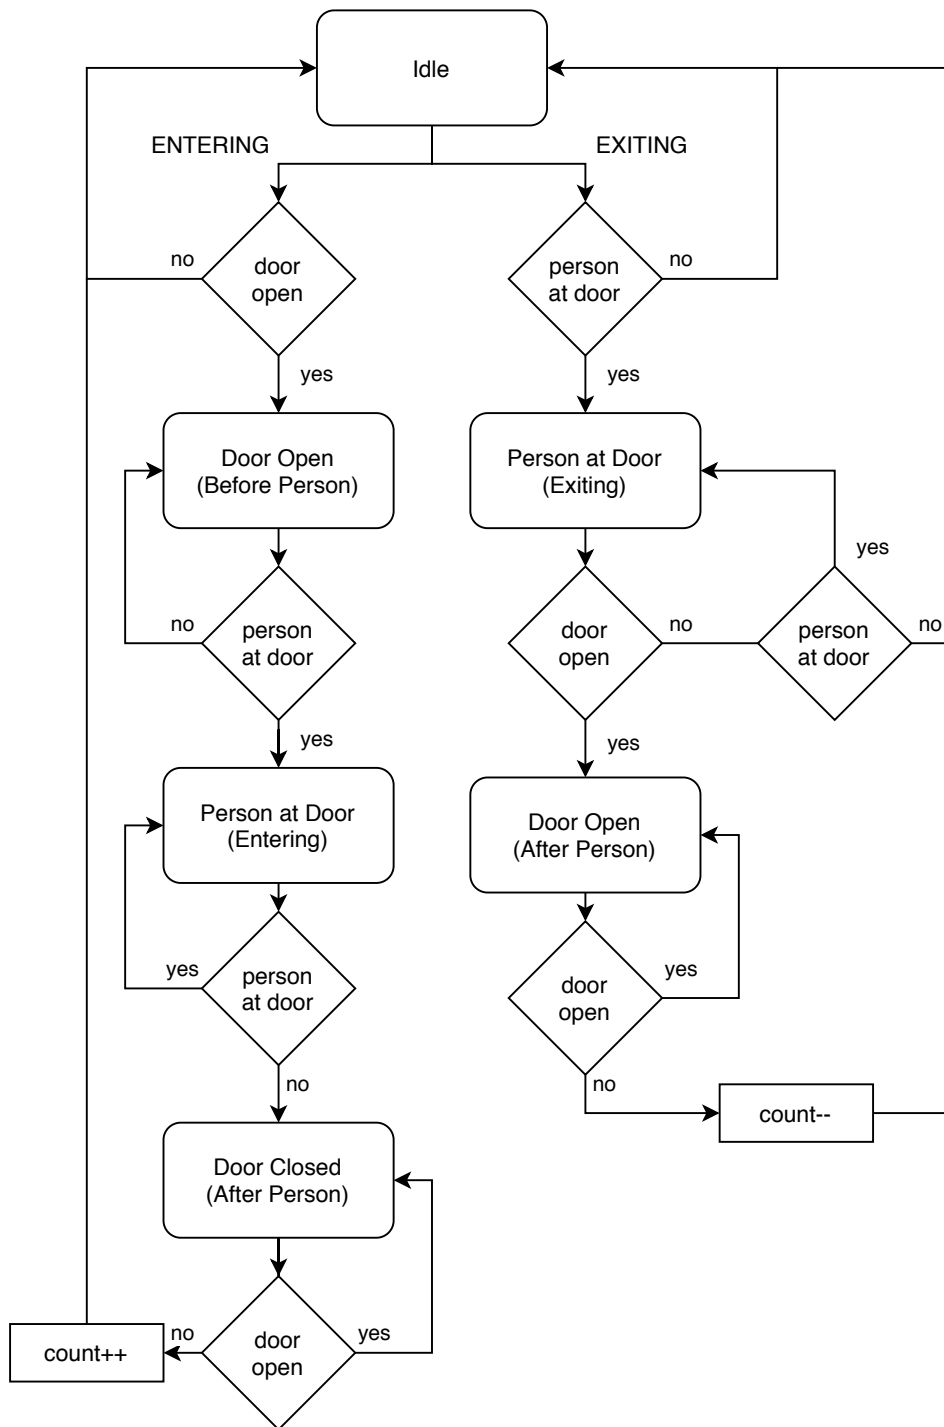 Idle
ENTERING
EXITING
no
door
open
person
at door
no
yes
yes
Door Open
(Before Person)
Person at Door
(Exiting)
yes
no
person
at door
door
open
no
person
at door
no
yes
yes
Person at Door
(Entering)
Door Open
(After Person)
yes
person
at door
door
open
yes
no
no
count--
Door Closed
(After Person)
count++
no
door
open
yes